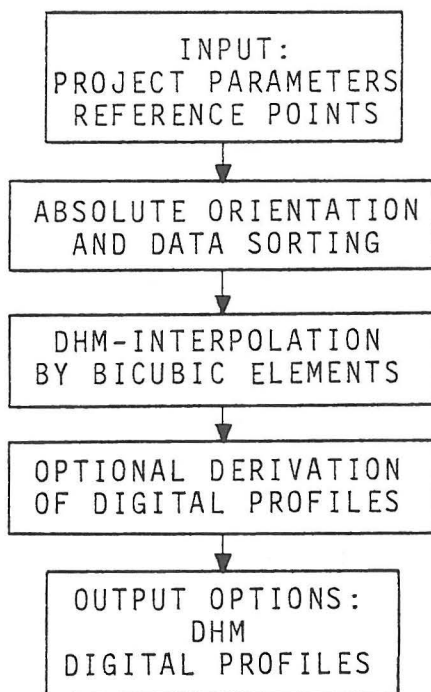 INPUT:
PROJECT PARAMETERS
REFERENCE POINTS
ABSOLUTE ORIENTATION
AND DATA SORTING
DHM-INTERPOLATION
BY BICUBIC ELEMENTS
OPTIONAL DERIVATION
OF DIGITAL PROFILES
OUTPUT OPTIONS:
DHM
DIGITAL PROFILES